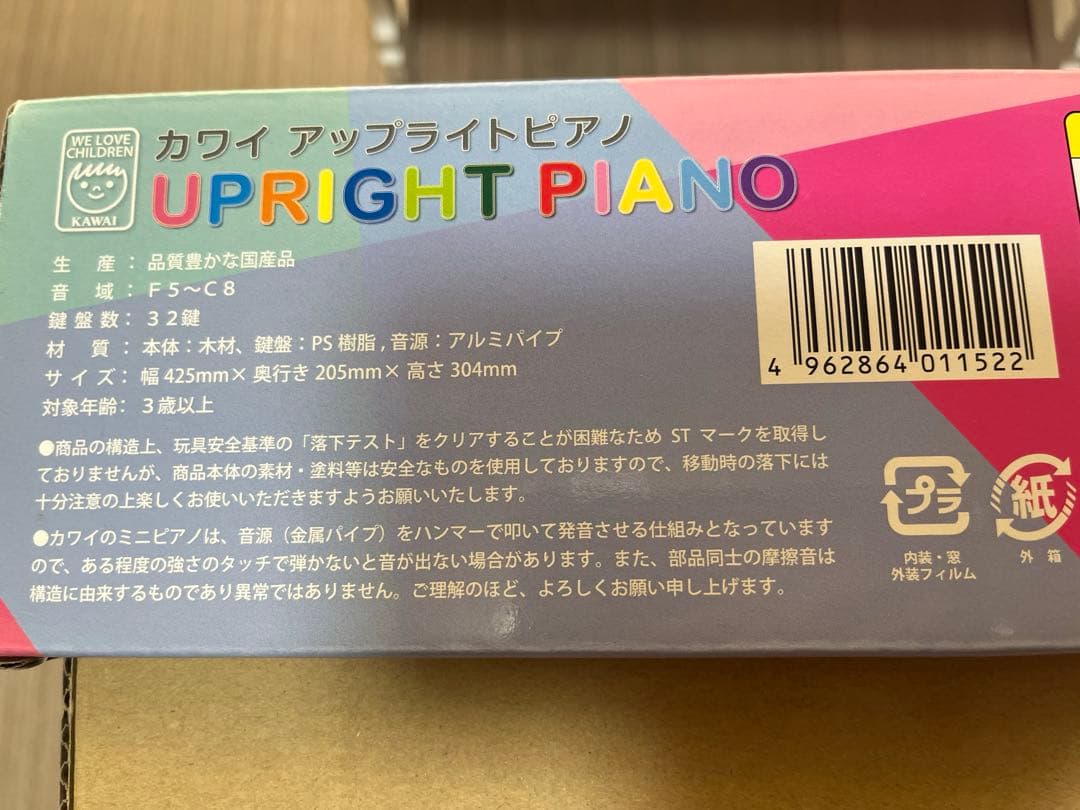 WE LOVE
CHILDREN
KAWAI
カワイ アップライトピアノ
UPRIGHT PIANO
生産：品質豊かな国産品
音域：F5〜C8
鍵盤数：32鍵
材質：本体：木材、鍵盤：PS樹脂,音源：アルミパイプ
サイズ：幅425mm×奥行き205mm×高さ304mm
対象年齢：3歳以上
4 962864 011522
●商品の構造上、玩具安全基準の「落下テスト」をクリアすることが困難なため ST マークを取得し
ておりませんが、商品本体の素材・塗料等は安全なものを使用しておりますので、移動時の落下には
十分注意の上楽しくお使いいただきますようお願いいたします。
●カワイのミニピアノは、音源（金属パイプ）をハンマーで叩いて発音させる仕組みとなっています
ので、ある程度の強さのタッチで弾かないと音が出ない場合があります。また、部品同士の摩擦音は
構造に由来するものであり異常ではありません。ご理解のほど、よろしくお願い申し上げます。
プラ
内装・窓
外装フィルム
紙
外箱